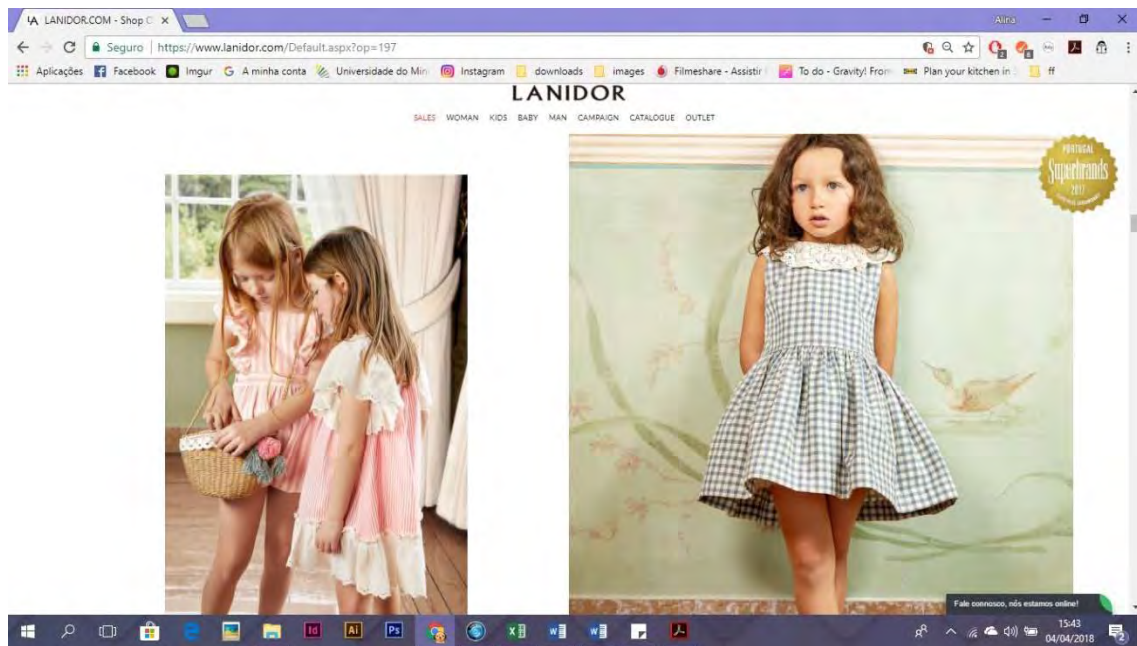 LANIDOR.COM - Shop
Alina
Seguro
https://www.lanidor.com/Default.aspx?op=197
Aplicações Facebook Imgur A minha conta Universidade do Min Instagram downloads images Filmeshare - Assistir To do - Gravity! From Plan your kitchen in ff
LANIDOR
SALES WOMAN KIDS BABY MAN CAMPAIGN CATALOGUE OUTLET
PORTUGAL
Superbrands
2017
Fale connosco, nós estamos online!
Id Ai Ps
15:43
04/04/2018